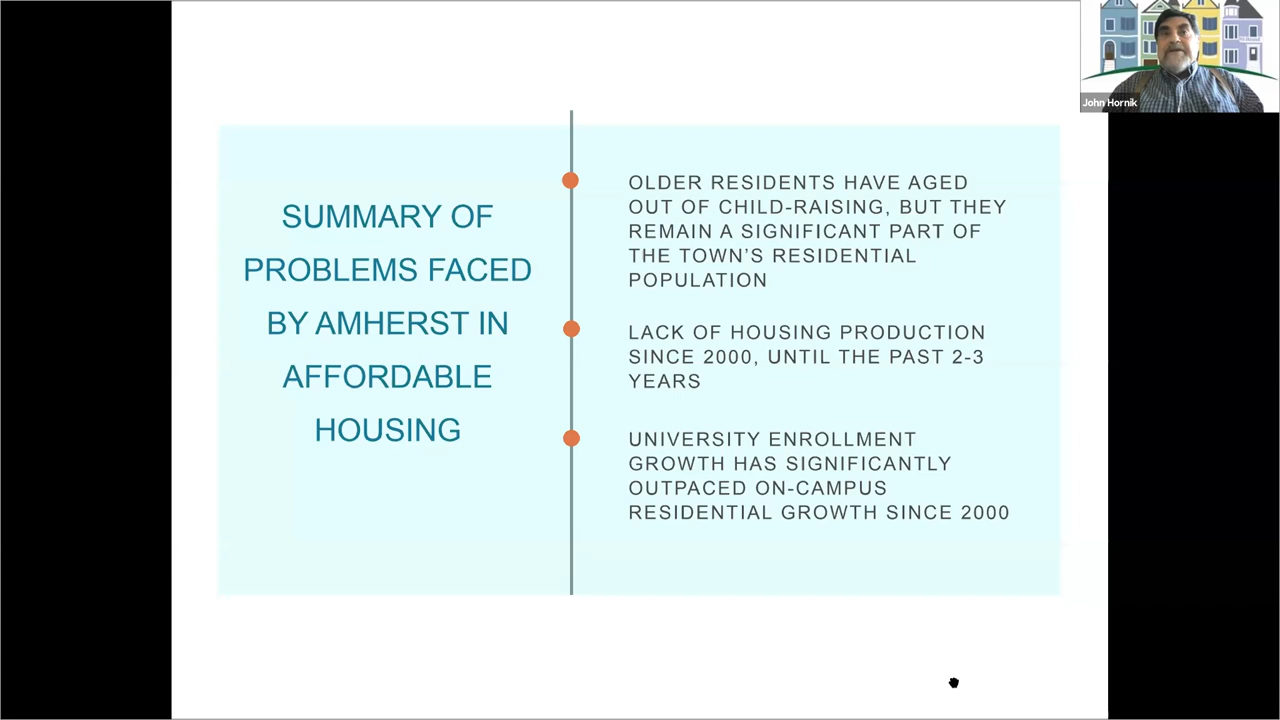 SUMMARY OF
PROBLEMS FACED
BY AMHERST IN
AFFORDABLE
HOUSING
OLDER RESIDENTS HAVE AGED
OUT OF CHILD-RAISING, BUT THEY
REMAIN A SIGNIFICANT PART OF
THE TOWN’S RESIDENTIAL
POPULATION
LACK OF HOUSING PRODUCTION
SINCE 2000, UNTIL THE PAST 2-3
YEARS
UNIVERSITY ENROLLMENT
GROWTH HAS SIGNIFICANTLY
OUTPACED ON-CAMPUS
RESIDENTIAL GROWTH SINCE 2000
John Hornik